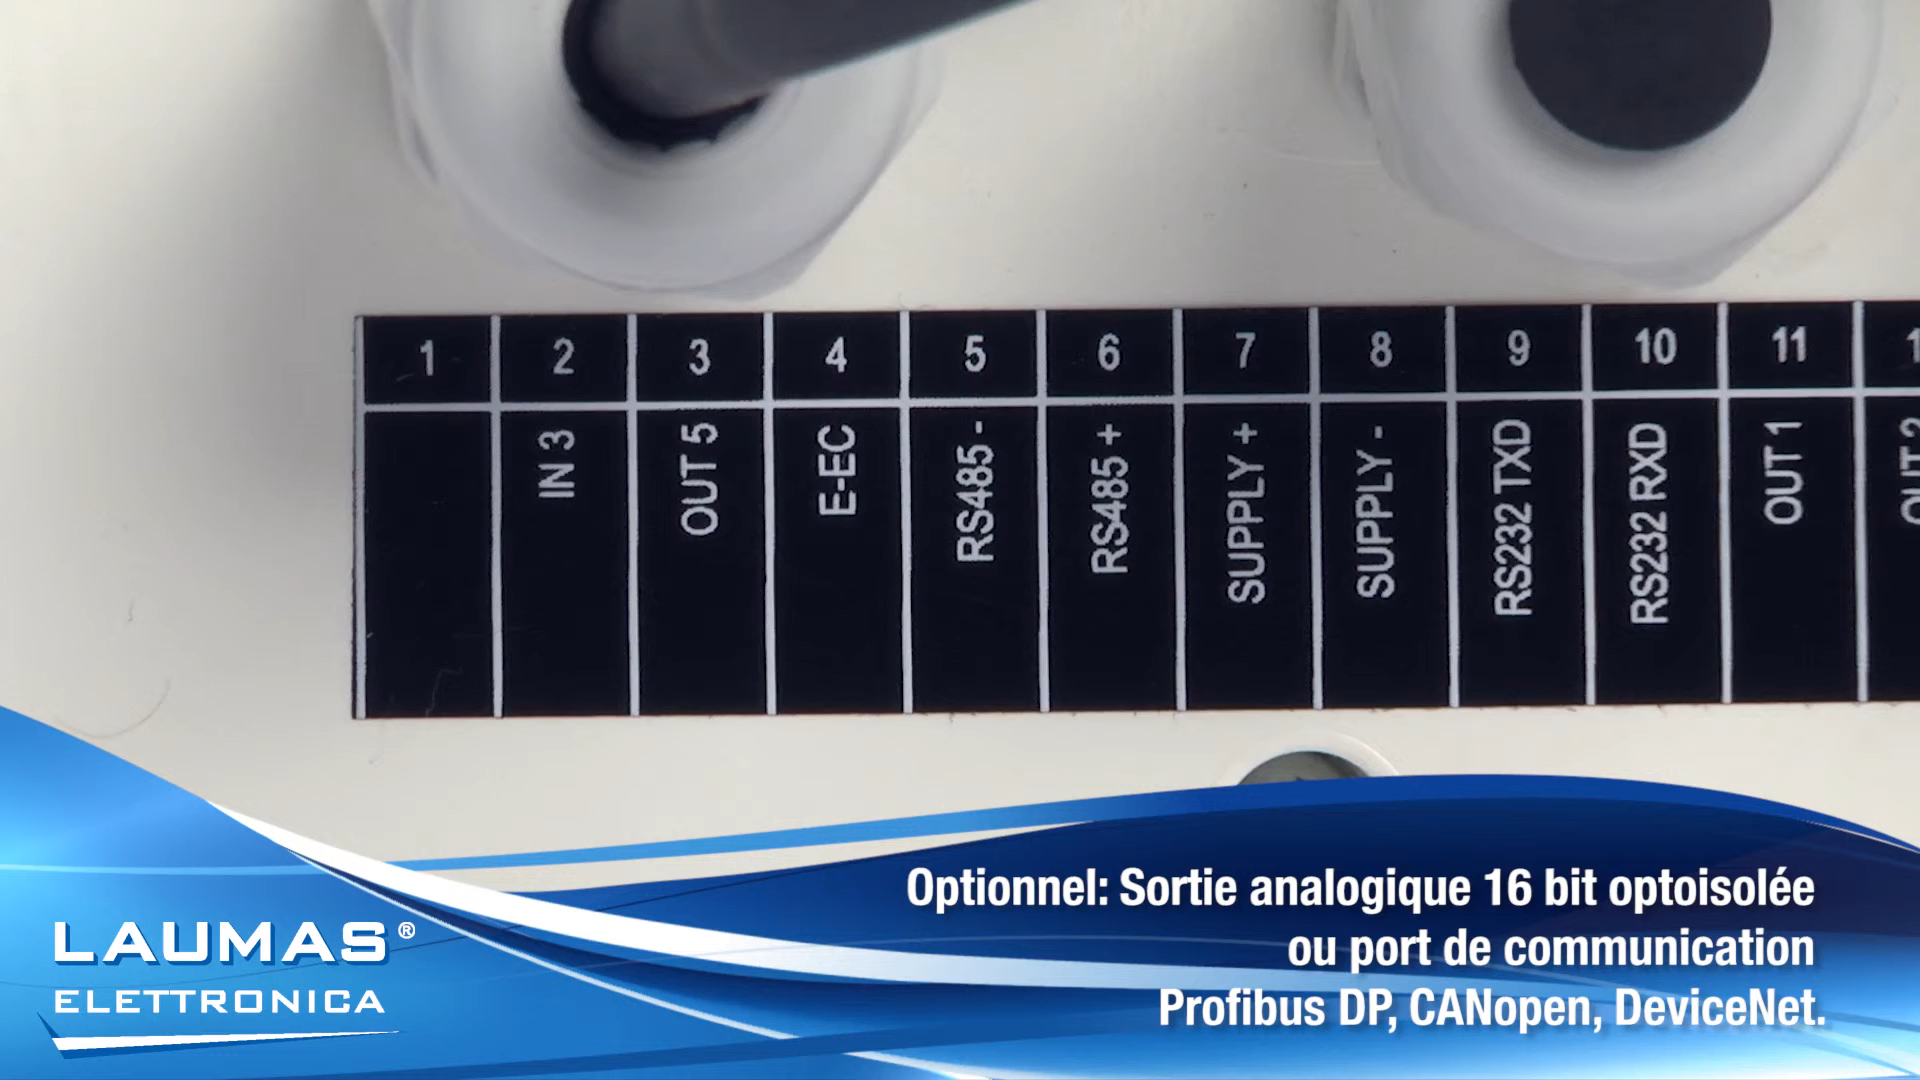 1 2 3 4 5 6 7 8 9 10 11
IN 3
OUT 5
E-EC
RS485 -
RS485 +
SUPPLY +
SUPPLY -
RS232 TXD
RS232 RXD
OUT 1
OUT 2
Optionnel: Sortie analogique 16 bit optoisolée
ou port de communication
Profibus DP, CANopen, DeviceNet.
LAUMAS®
ELETTRONICA